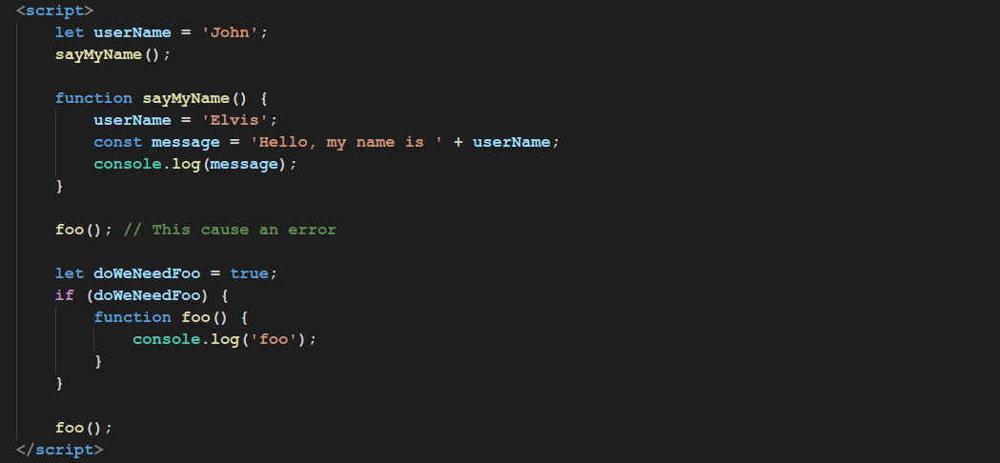 <script>
let userName = 'John';
sayMyName();
function sayMyName() {
userName = 'Elvis';
const message = 'Hello, my name is ' + userName;
console.log(message);
}
foo(); // This cause an error
let doWeNeedFoo = true;
if (doWeNeedFoo) {
function foo() {
console.log('foo');
}
}
foo();
</script>